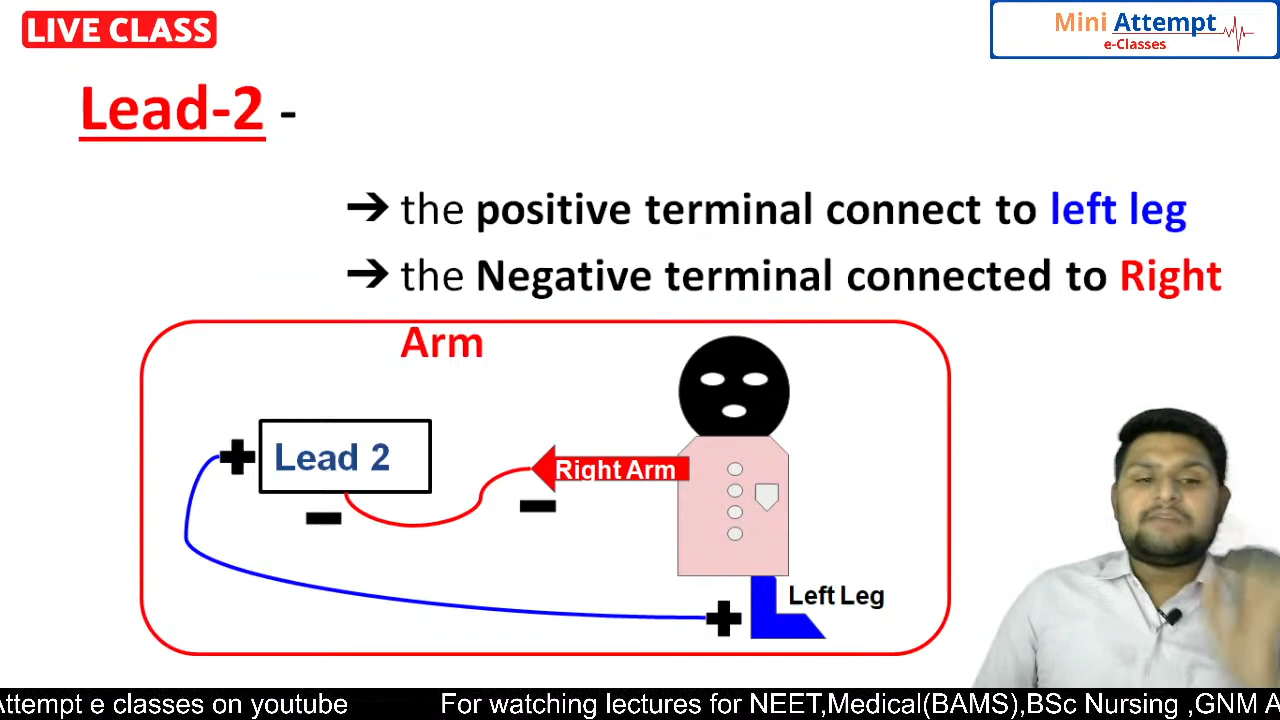 LIVE CLASS
Mini Attempt
e-Classes
Lead-2 -
➔ the positive terminal connect to left leg
➔ the Negative terminal connected to Right
Arm
+ Lead 2
Right Arm
Left Leg
Attempt e classes on youtube For watching lectures for NEET,Medical(BAMS),BSc Nursing ,GNM A